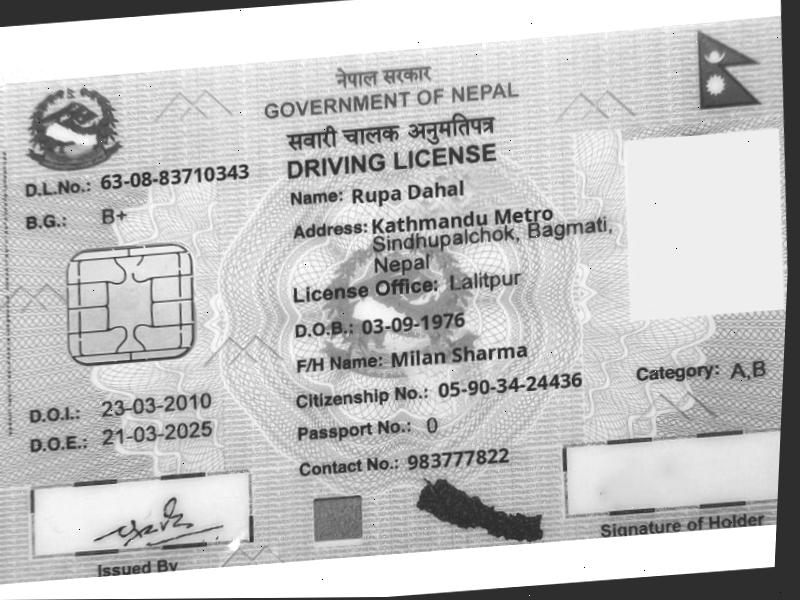 नेपाल सरकार
GOVERNMENT OF NEPAL
सवारी चालक अनुमतिपत्र
DRIVING LICENSE
D.L.No.: 63-08-83710343
B.G.: B+
Name: Rupa Dahal
Address: Kathmandu Metro
Sindhupalchok, Bagmati,
Nepal
License Office: Lalitpur
D.O.B.: 03-09-1976
F/H Name: Milan Sharma
Citizenship No.: 05-90-34-24436
Category: A,B
D.O.I.: 23-03-2010
D.O.E.: 21-03-2025
Passport No.: 0
Contact No.: 983777822
Issued By
Signature of Holder